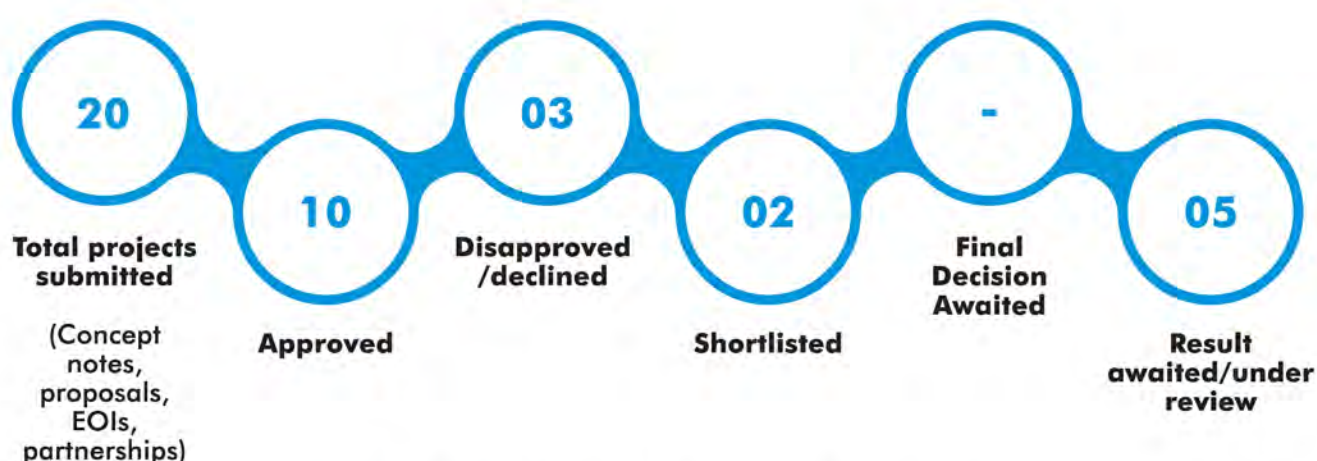 20
Total projects
submitted
(Concept
notes,
proposals,
EOIs,
partnerships)
10
Approved
03
Disapproved
/declined
02
Shortlisted
-
Final
Decision
Awaited
05
Result
awaited/under
review